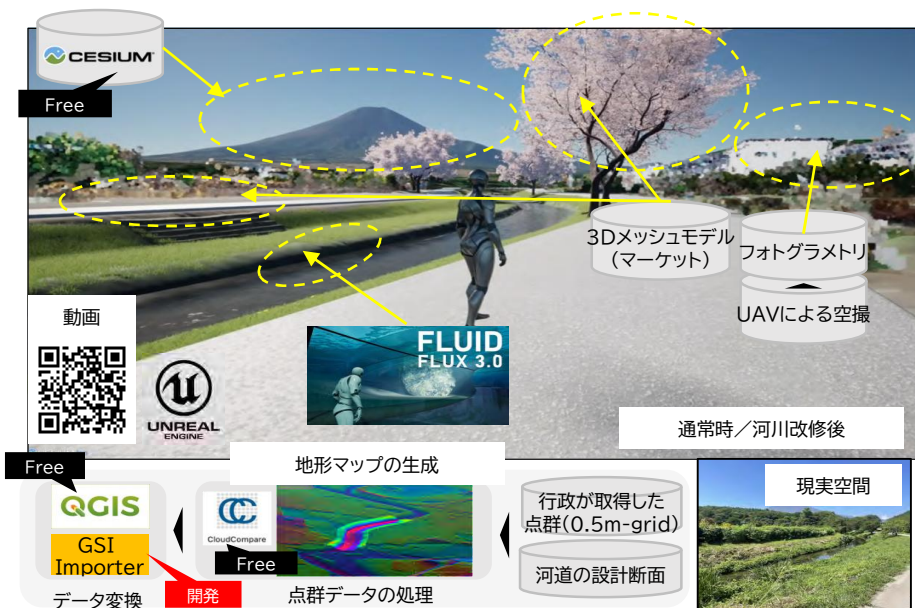 CESIUM
Free
3Dメッシュモデル
(マーケット)
フォトグラメトリ
UAVによる空撮
動画
UNREAL
ENGINE
FLUID
FLUX 3.0
通常時/河川改修後
Free
地形マップの生成
現実空間
QGIS
GSI
Importer
開発
データ変換
CloudCompare
Free
点群データの処理
行政が取得した
点群(0.5m-grid)
河道の設計断面